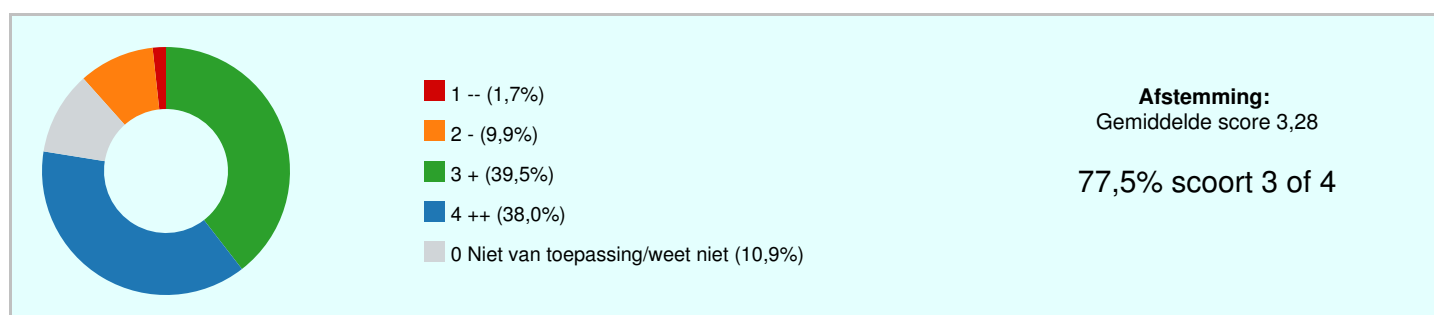 1 -- (1,7%)
2 - (9,9%)
3 + (39,5%)
4 ++ (38,0%)
0 Niet van toepassing/weet niet (10,9%)
Afstemming:
Gemiddelde score 3,28
77,5% scoort 3 of 4